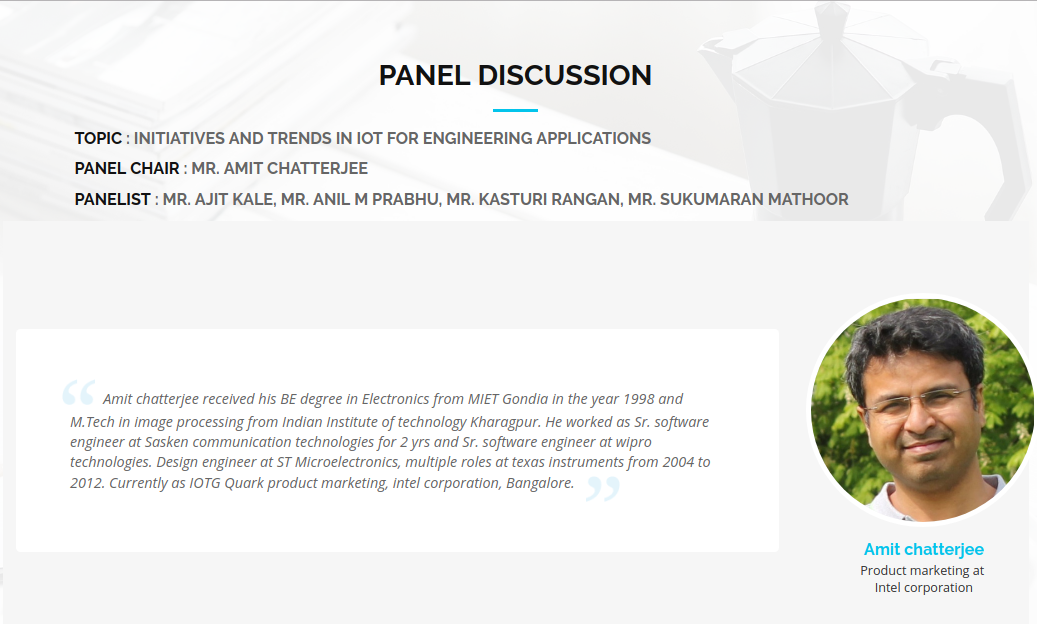 PANEL DISCUSSION
TOPIC : INITIATIVES AND TRENDS IN IOT FOR ENGINEERING APPLICATIONS
PANEL CHAIR : MR. AMIT CHATTERJEE
PANELIST : MR. AJIT KALE, MR. ANIL M PRABHU, MR. KASTURI RANGAN, MR. SUKUMARAN MATHOOR
“ Amit chatterjee received his BE degree in Electronics from MIET Gondia in the year 1998 and
M.Tech in image processing from Indian Institute of technology Kharagpur. He worked as Sr. software
engineer at Sasken communication technologies for 2 yrs and Sr. software engineer at wipro
technologies. Design engineer at ST Microelectronics, multiple roles at texas instruments from 2004 to
2012. Currently as IOTG Quark product marketing, intel corporation, Bangalore. ”
Amit chatterjee
Product marketing at
Intel corporation